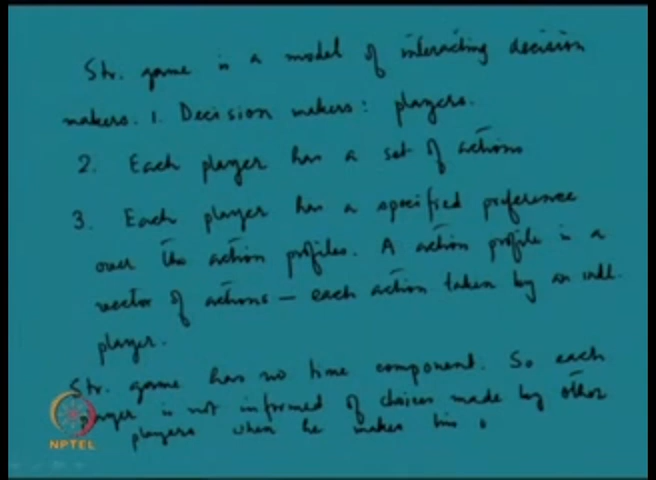 Str. game is a model of interacting decision
makers. 1. Decision makers: players.
2. Each player has a set of actions
3. Each player has a specified preference
over the action profiles. A action profile is a
vector of actions – each action taken by an indl.
player.
Str. game has no time component. So each
player is not informed of choices made by other
players when he makes his
NPTEL